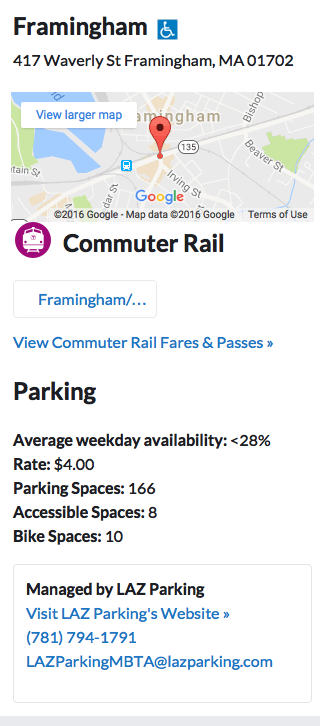 Framingham
417 Waverly St Framingham, MA 01702
View larger map
amingham
Bishop
135
Beaver St
tain St
dar St
Irving St
Google
©2016 Google - Map data ©2016 Google
Terms of Use
Commuter Rail
Framingham/...
View Commuter Rail Fares & Passes »
Parking
Average weekday availability: <28%
Rate: $4.00
Parking Spaces: 166
Accessible Spaces: 8
Bike Spaces: 10
Managed by LAZ Parking
Visit LAZ Parking's Website »
(781) 794-1791
LAZParkingMBTA@lazparking.com